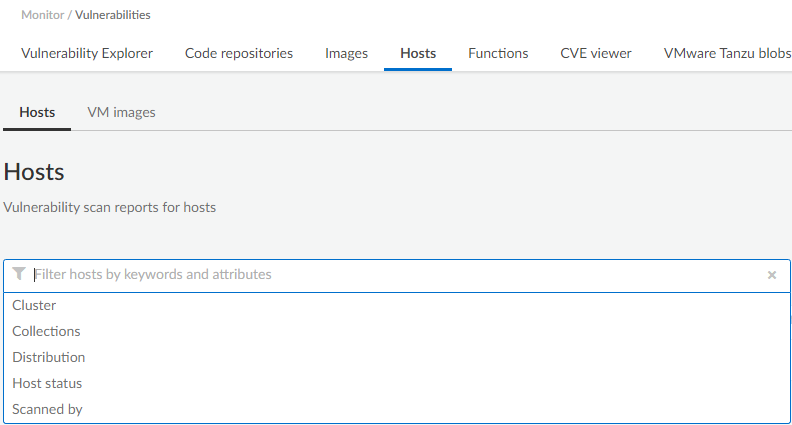 Monitor / Vulnerabilities
Vulnerability Explorer Code repositories Images Hosts Functions CVE viewer VMware Tanzu blobs
Hosts VM images
Hosts
Vulnerability scan reports for hosts
Filter hosts by keywords and attributes
Cluster
Collections
Distribution
Host status
Scanned by